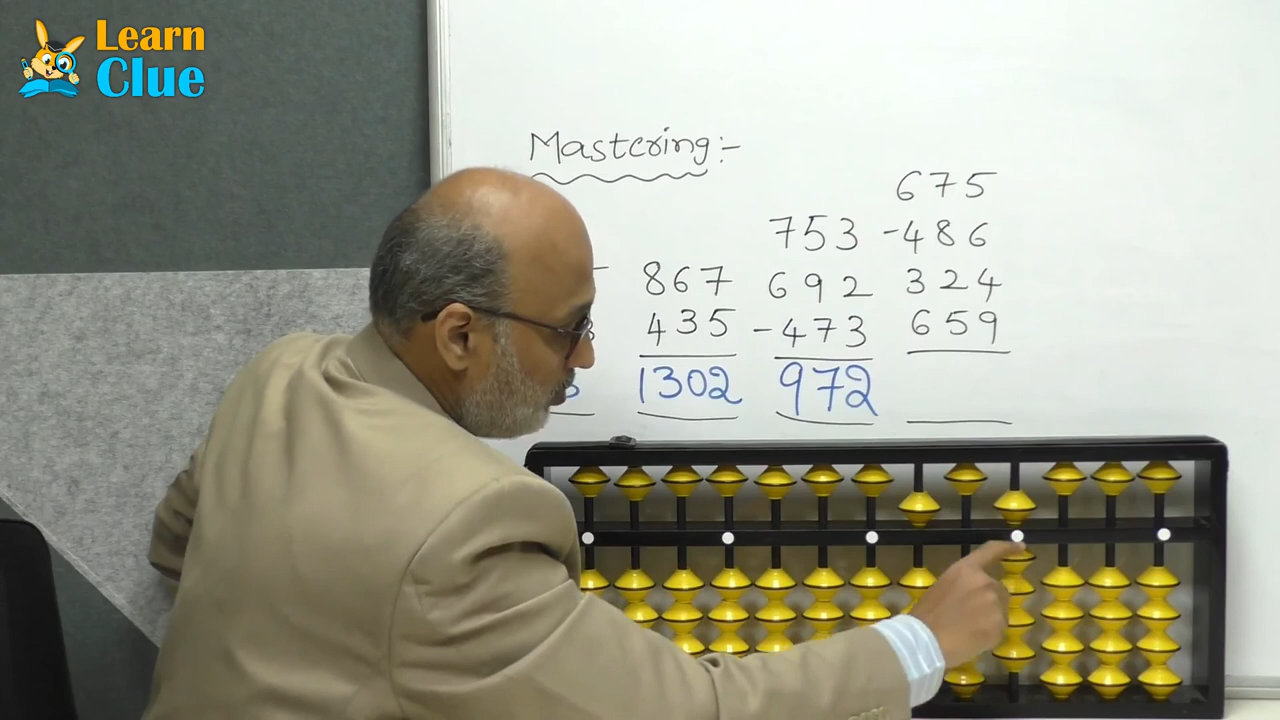 Learn
Clue
Mastering:-
675
753 -486
867 692 324
435 -473 659
1302 972